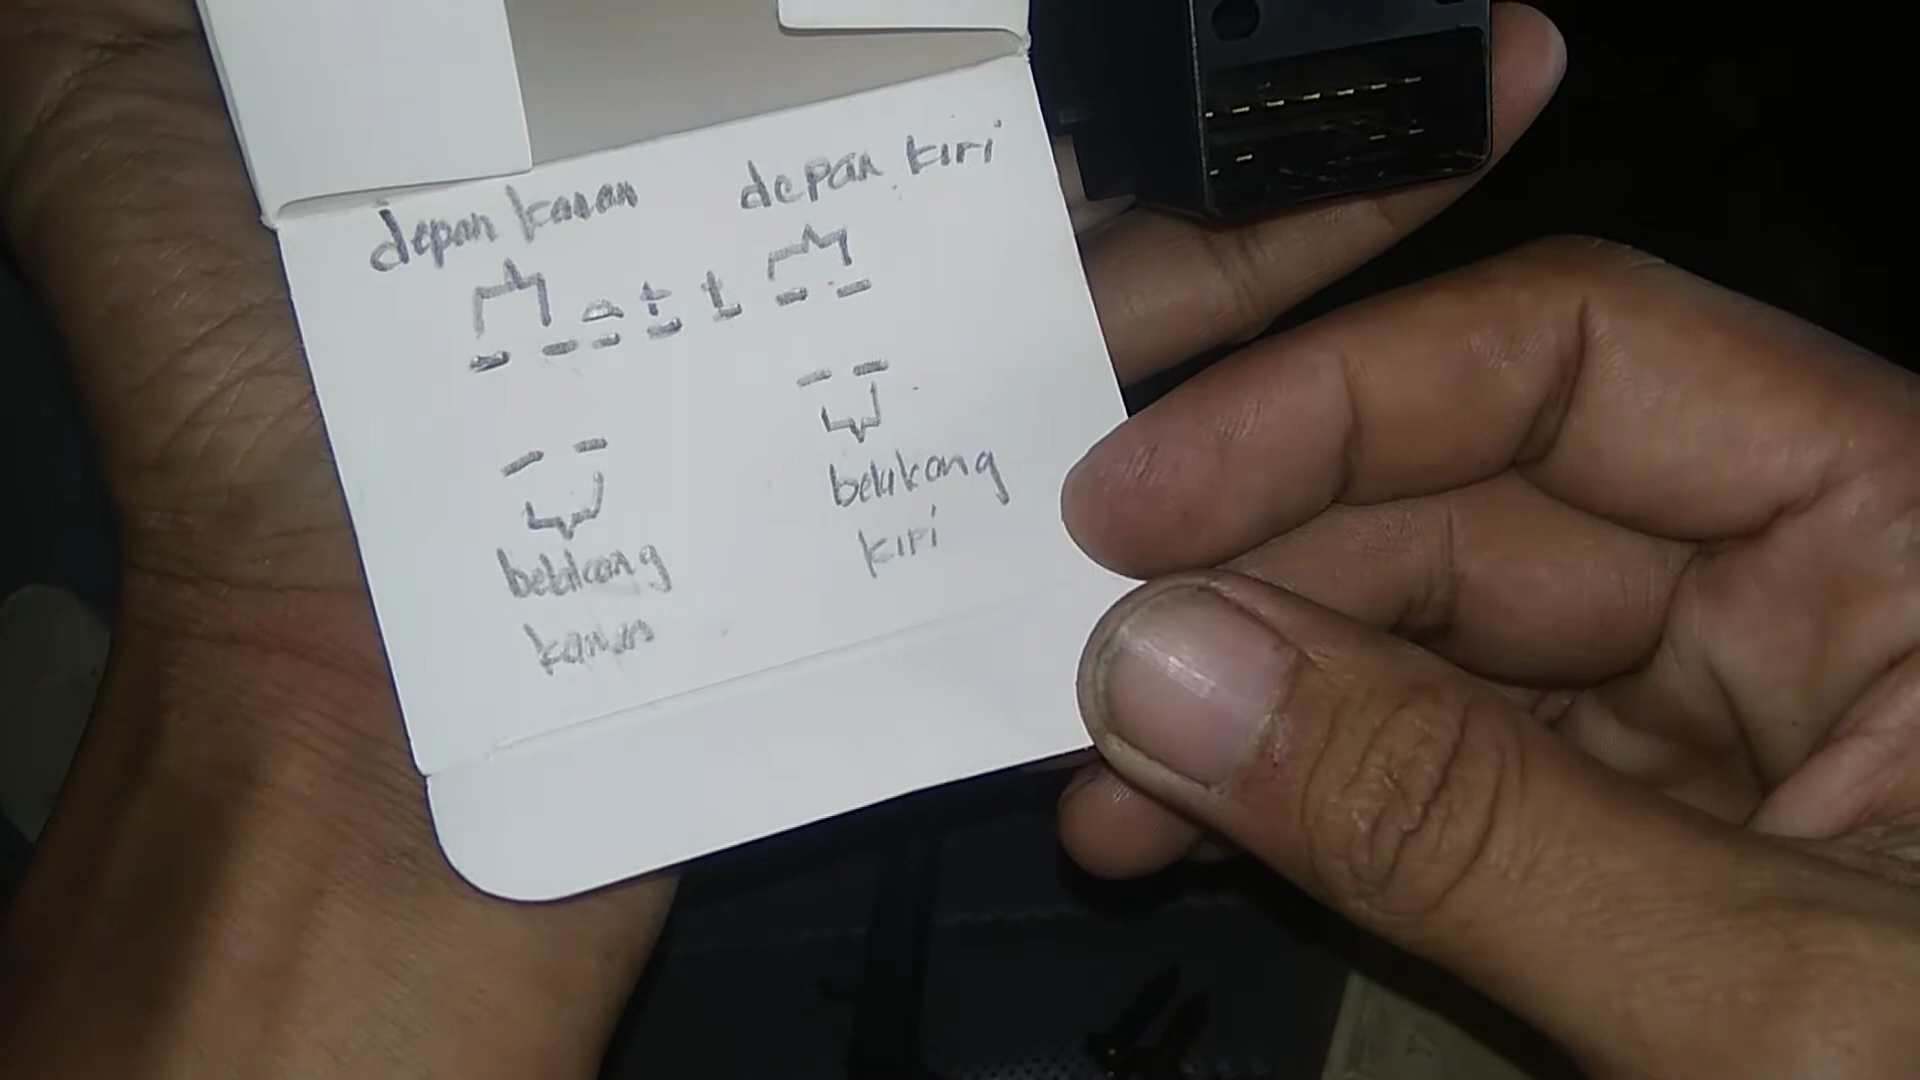 depan kanan
depan kiri
belakang
kiri
belakang
kanan